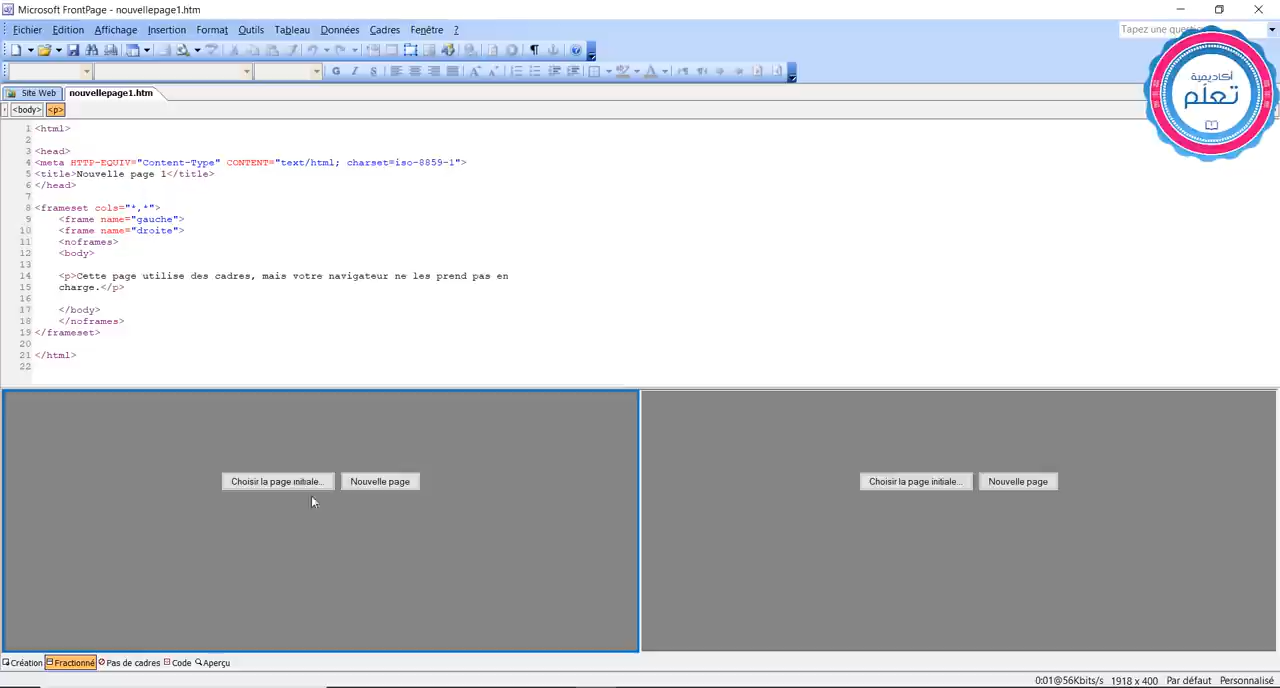 Microsoft FrontPage - nouvellepage1.htm
Fichier Edition Affichage Insertion Format Outils Tableau Données Cadres Fenêtre ?
Tapez une question
G I S
Site Web nouvellepage1.htm
<body> <p>
1 <html>
2
3 <head>
4 <meta HTTP-EQUIV="Content-Type" CONTENT="text/html; charset=iso-8859-1">
5 <title>Nouvelle page 1</title>
6 </head>
7
8 <frameset cols="*,*">
9 <frame name="gauche">
10 <frame name="droite">
11 <noframes>
12 <body>
13
14 <p>Cette page utilise des cadres, mais votre navigateur ne les prend pas en
15 charge.</p>
16
17 </body>
18 </noframes>
19 </frameset>
20
21 </html>
22
أكاديمية
تعلّم
Choisir la page initiale... Nouvelle page
Choisir la page initiale... Nouvelle page
Création Fractionné Pas de cadres Code Aperçu
0:01@56Kbits/s 1918 x 400 Par défaut Personnalisé